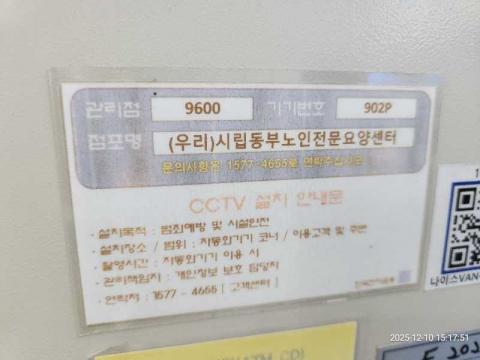 관리점 9600 기기번호 902P
점포명 (우리)시립동부노인전문요양센터
문의사항은 1577-4655로 연락주십시오
CCTV 설치 안내문
· 설치목적 : 범죄예방 및 시설안전
· 설치장소 / 범위 : 자동화기기 코너 / 이용고객 및 주변
· 촬영시간 : 자동화기기 이용 시
· 관리책임자 : 개인정보 보호 담당자
· 연락처 : 1577 - 4655 [ 고객센터 ]
나이스VAN-
2025-12-10 15:17:51